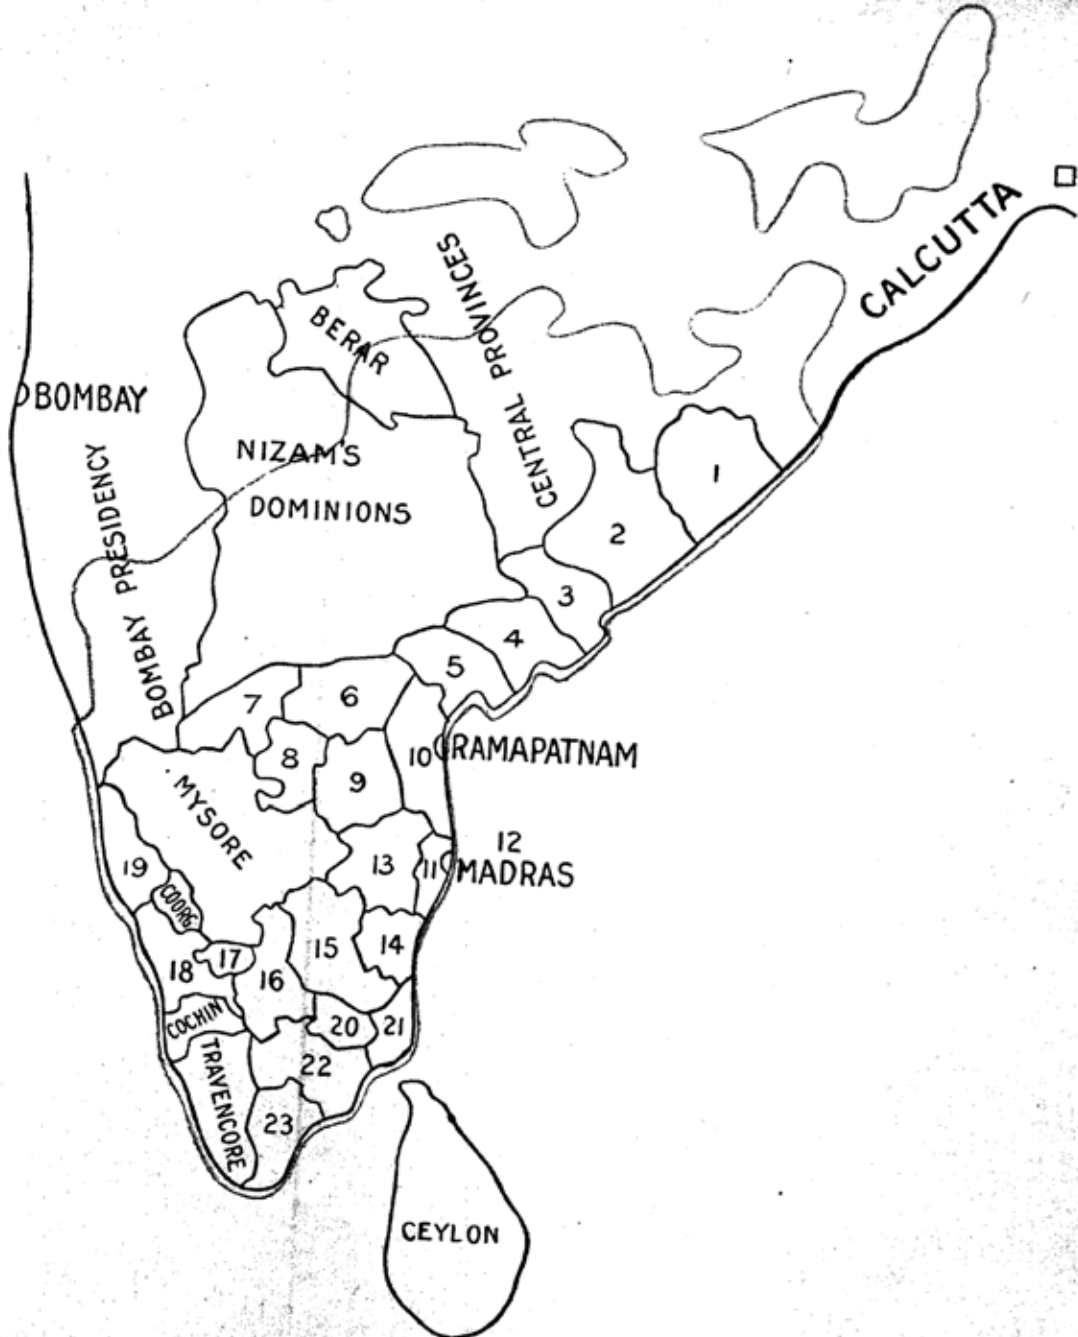 CALCUTTA
CENTRAL PROVINCES
BERAR
BOMBAY
NIZAM'S
DOMINIONS
BOMBAY PRESIDENCY
1
2
3
4
5
6
7
8
9
10
RAMAPATNAM
MYSORE
12
MADRAS
11
13
19
COORG
14
15
16
17
18
COCHIN
20
21
22
TRAVENCORE
23
CEYLON